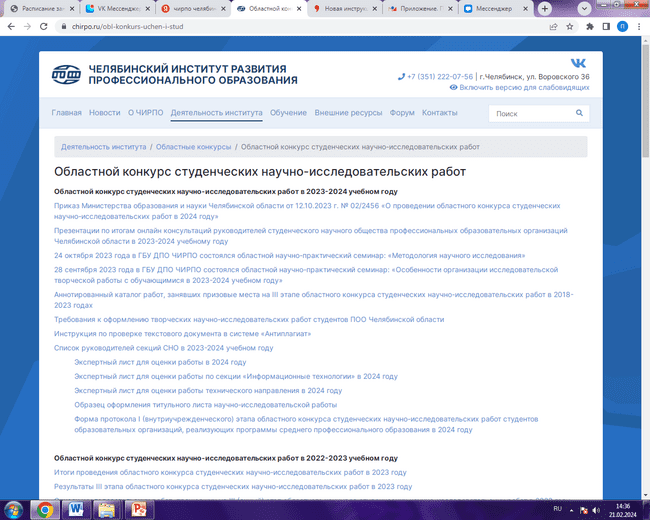 Расписание за
VK Мессендже
чирпо челябин
Областной кон
Новая инструк
Приложение. Г
Мессенджер
chirpo.ru/obl-konkurs-uchen-i-stud
ЧЕЛЯБИНСКИЙ ИНСТИТУТ РАЗВИТИЯ
ПРОФЕССИОНАЛЬНОГО ОБРАЗОВАНИЯ
+7 (351) 222-07-56 | г.Челябинск, ул. Воровского 36
Включить версию для слабовидящих
Главная Новости О ЧИРПО Деятельность института Обучение Внешние ресурсы Форум Контакты Поиск
Деятельность института / Областные конкурсы / Областной конкурс студенческих научно-исследовательских работ
Областной конкурс студенческих научно-исследовательских работ
Областной конкурс студенческих научно-исследовательских работ в 2023-2024 учебном году
Приказ Министерства образования и науки Челябинской области от 12.10.2023 г. № 02/2456 «О проведении областного конкурса студенческих
научно-исследовательских работ в 2024 году»
Презентации по итогам онлайн консультаций руководителей студенческого научного общества профессиональных образовательных организаций
Челябинской области в 2023-2024 учебному году
24 октября 2023 года в ГБУ ДПО ЧИРПО состоялся областной научно-практический семинар: «Методология научного исследования»
28 сентября 2023 года в ГБУ ДПО ЧИРПО состоялся областной научно-практический семинар: «Особенности организации исследовательской
творческой работы с обучающимися в 2023-2024 учебном году»
Аннотированный каталог работ, занявших призовые места на III этапе областного конкурса студенческих научно-исследовательских работ в 2018-
2023 годах
Требования к оформлению творческих научно-исследовательских работ студентов ПОО Челябинской области
Инструкция по проверке текстового документа в системе «Антиплагиат»
Список руководителей секций СНО в 2023-2024 учебном году
Экспертный лист для оценки работы в 2024 году
Экспертный лист для оценки работы по секции «Информационные технологии» в 2024 году
Экспертный лист для оценки работы технического направления в 2024 году
Образец оформления титульного листа научно-исследовательской работы
Форма протокола I (внутриучрежденческого) этапа областного конкурса студенческих научно-исследовательских работ студентов
образовательных организаций, реализующих программы среднего профессионального образования в 2024 году
Областной конкурс студенческих научно-исследовательских работ в 2022-2023 учебном году
Итоги проведения областного конкурса студенческих научно-исследовательских работ в 2023 году
Результаты III этапа областного конкурса студенческих научно-исследовательских работ в 2023 году
RU
14:36
21.02.2024